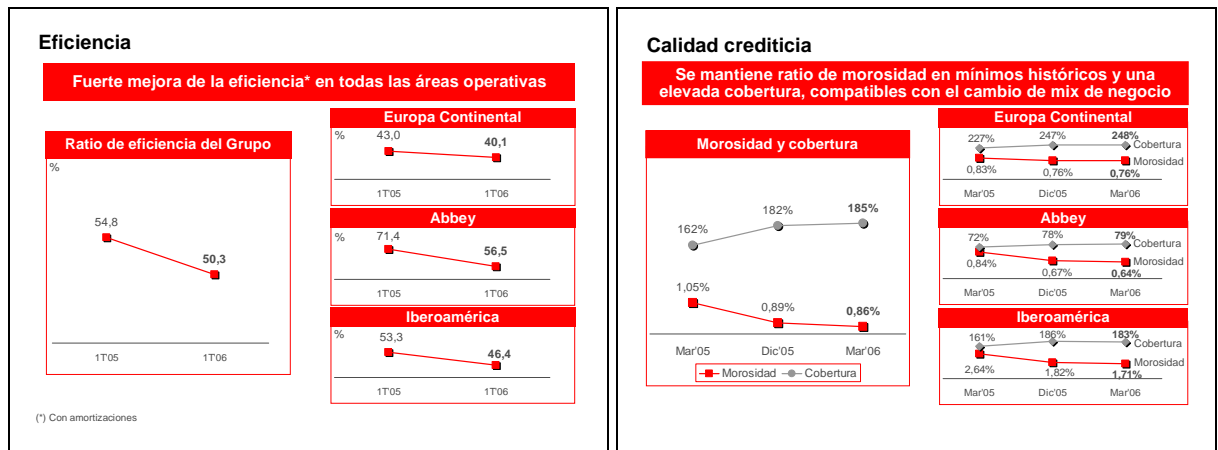 Eficiencia
Fuerte mejora de la eficiencia* en todas las áreas operativas
Ratio de eficiencia del Grupo
%
54,8
50,3
1T'05
1T'06
Europa Continental
%
43,0
40,1
1T'05
1T'06
Abbey
%
71,4
56,5
1T'05
1T'06
Iberoamérica
%
53,3
46,4
1T'05
1T'06
(*) Con amortizaciones
Calidad crediticia
Se mantiene ratio de morosidad en mínimos históricos y una
elevada cobertura, compatibles con el cambio de mix de negocio
Morosidad y cobertura
162%
182%
185%
1,05%
0,89%
0,86%
Mar'05
Dic'05
Mar'06
Morosidad
Cobertura
Europa Continental
227%
247%
248%
Cobertura
Morosidad
0,83%
0,76%
0,76%
Mar'05
Dic'05
Mar'06
Abbey
72%
78%
79%
Cobertura
Morosidad
0,84%
0,67%
0,64%
Mar'05
Dic'05
Mar'06
Iberoamérica
161%
186%
183%
Cobertura
Morosidad
2,64%
1,82%
1,71%
Mar'05
Dic'05
Mar'06